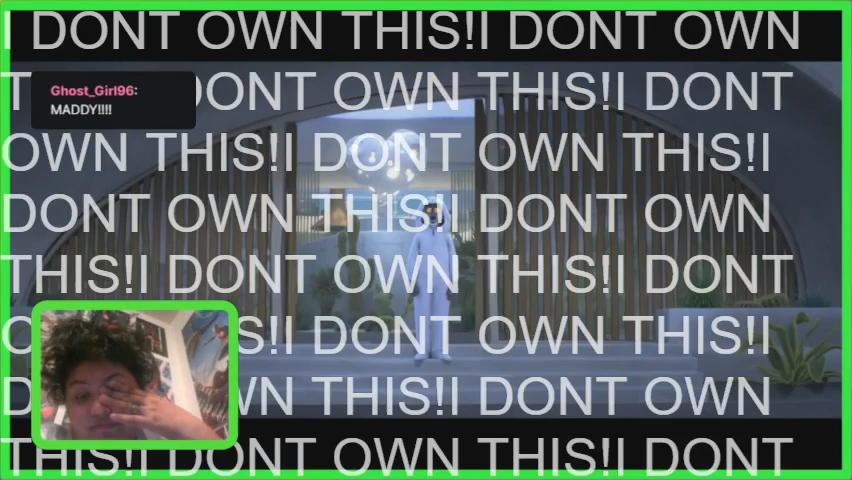 I DONT OWN THIS!I DONT OWN
T
Ghost_Girl96:
MADDY!!!!
DONT OWN THIS!I DONT
OWN THIS!I DONT OWN THIS!I
DONT OWN THIS!I DONT OWN
THIS!I DONT OWN THIS!I DONT
O S!I DONT OWN THIS!I
D WN THIS!I DONT OWN
THIS!I DONT OWN THIS!I DONT